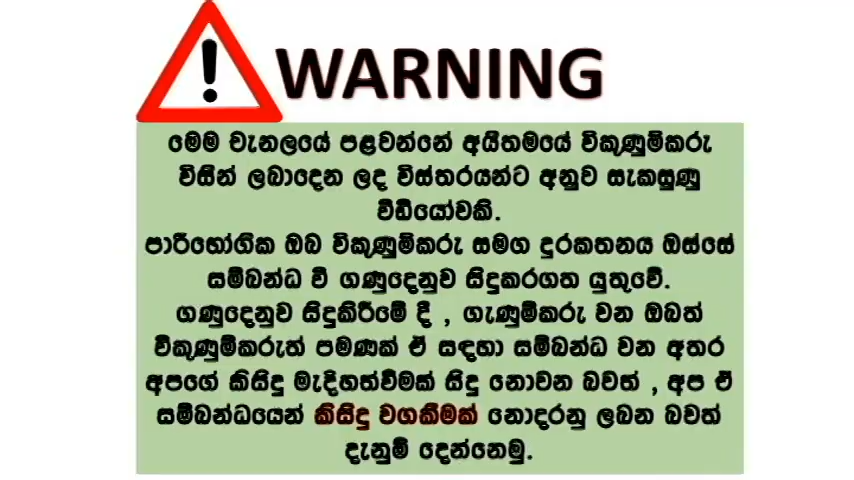 WARNING
මෙම චැනලයේ පළවන්නේ අයිතමයේ විකුණුම්කරු
විසින් ලබාදෙන ලද විස්තරයන්ට අනුව සැකසුණු
වීඩියෝවකි.
පාරිභෝගික ඔබ විකුණුම්කරු සමග දුරකතනය ඔස්සේ
සම්බන්ධ වී ගණුදෙනුව සිදුකරගත යුතුවේ.
ගණුදෙනුව සිදුකිරීමේ දී , ගැණුම්කරු වන ඔබත්
විකුණුම්කරුත් පමණක් ඒ සඳහා සම්බන්ධ වන අතර
අපගේ කිසිදු මැදිහත්වීමක් සිදු නොවන බවත් , අප ඒ
සම්බන්ධයෙන් කිසිදු වගකීමක් නොදරනු ලබන බවත්
දැනුම් දෙන්නෙමු.